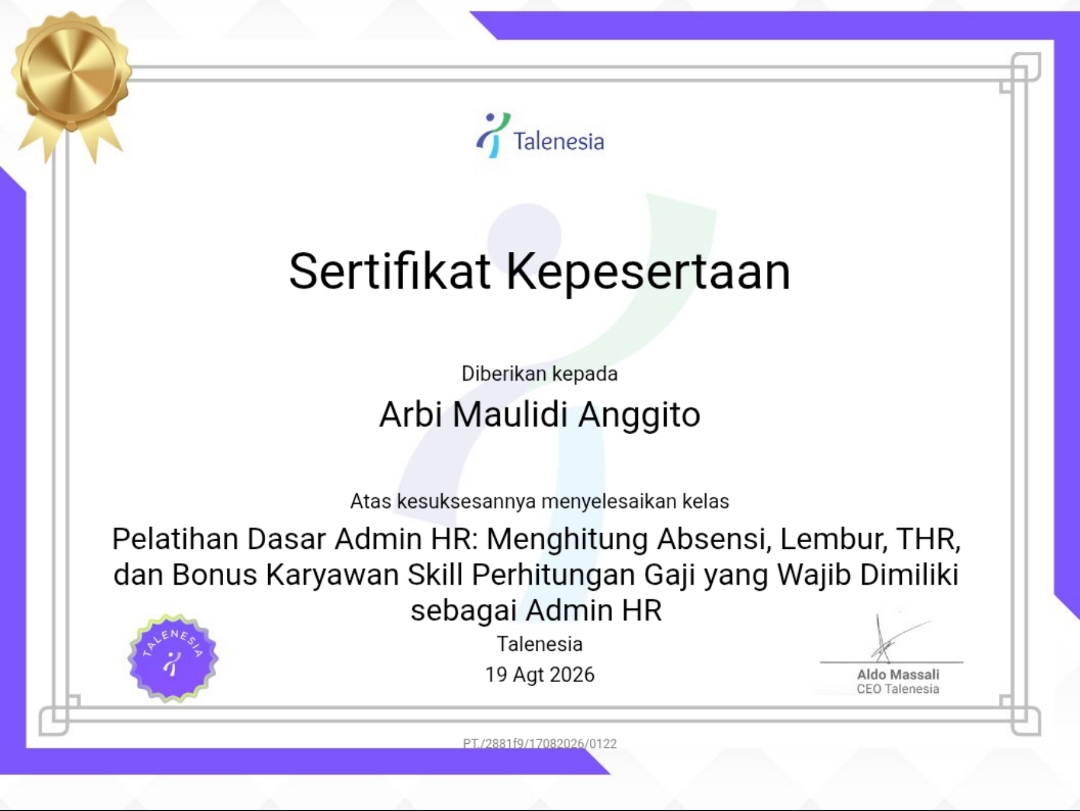 Talenesia
Sertifikat Kepesertaan
Diberikan kepada
Arbi Maulidi Anggito
Atas kesuksesannya menyelesaikan kelas
Pelatihan Dasar Admin HR: Menghitung Absensi, Lembur, THR,
dan Bonus Karyawan Skill Perhitungan Gaji yang Wajib Dimiliki
sebagai Admin HR
Talenesia
19 Agt 2026
TALENESIA
Aldo Massali
CEO Talenesia
PT./2881f9/17082026/0122